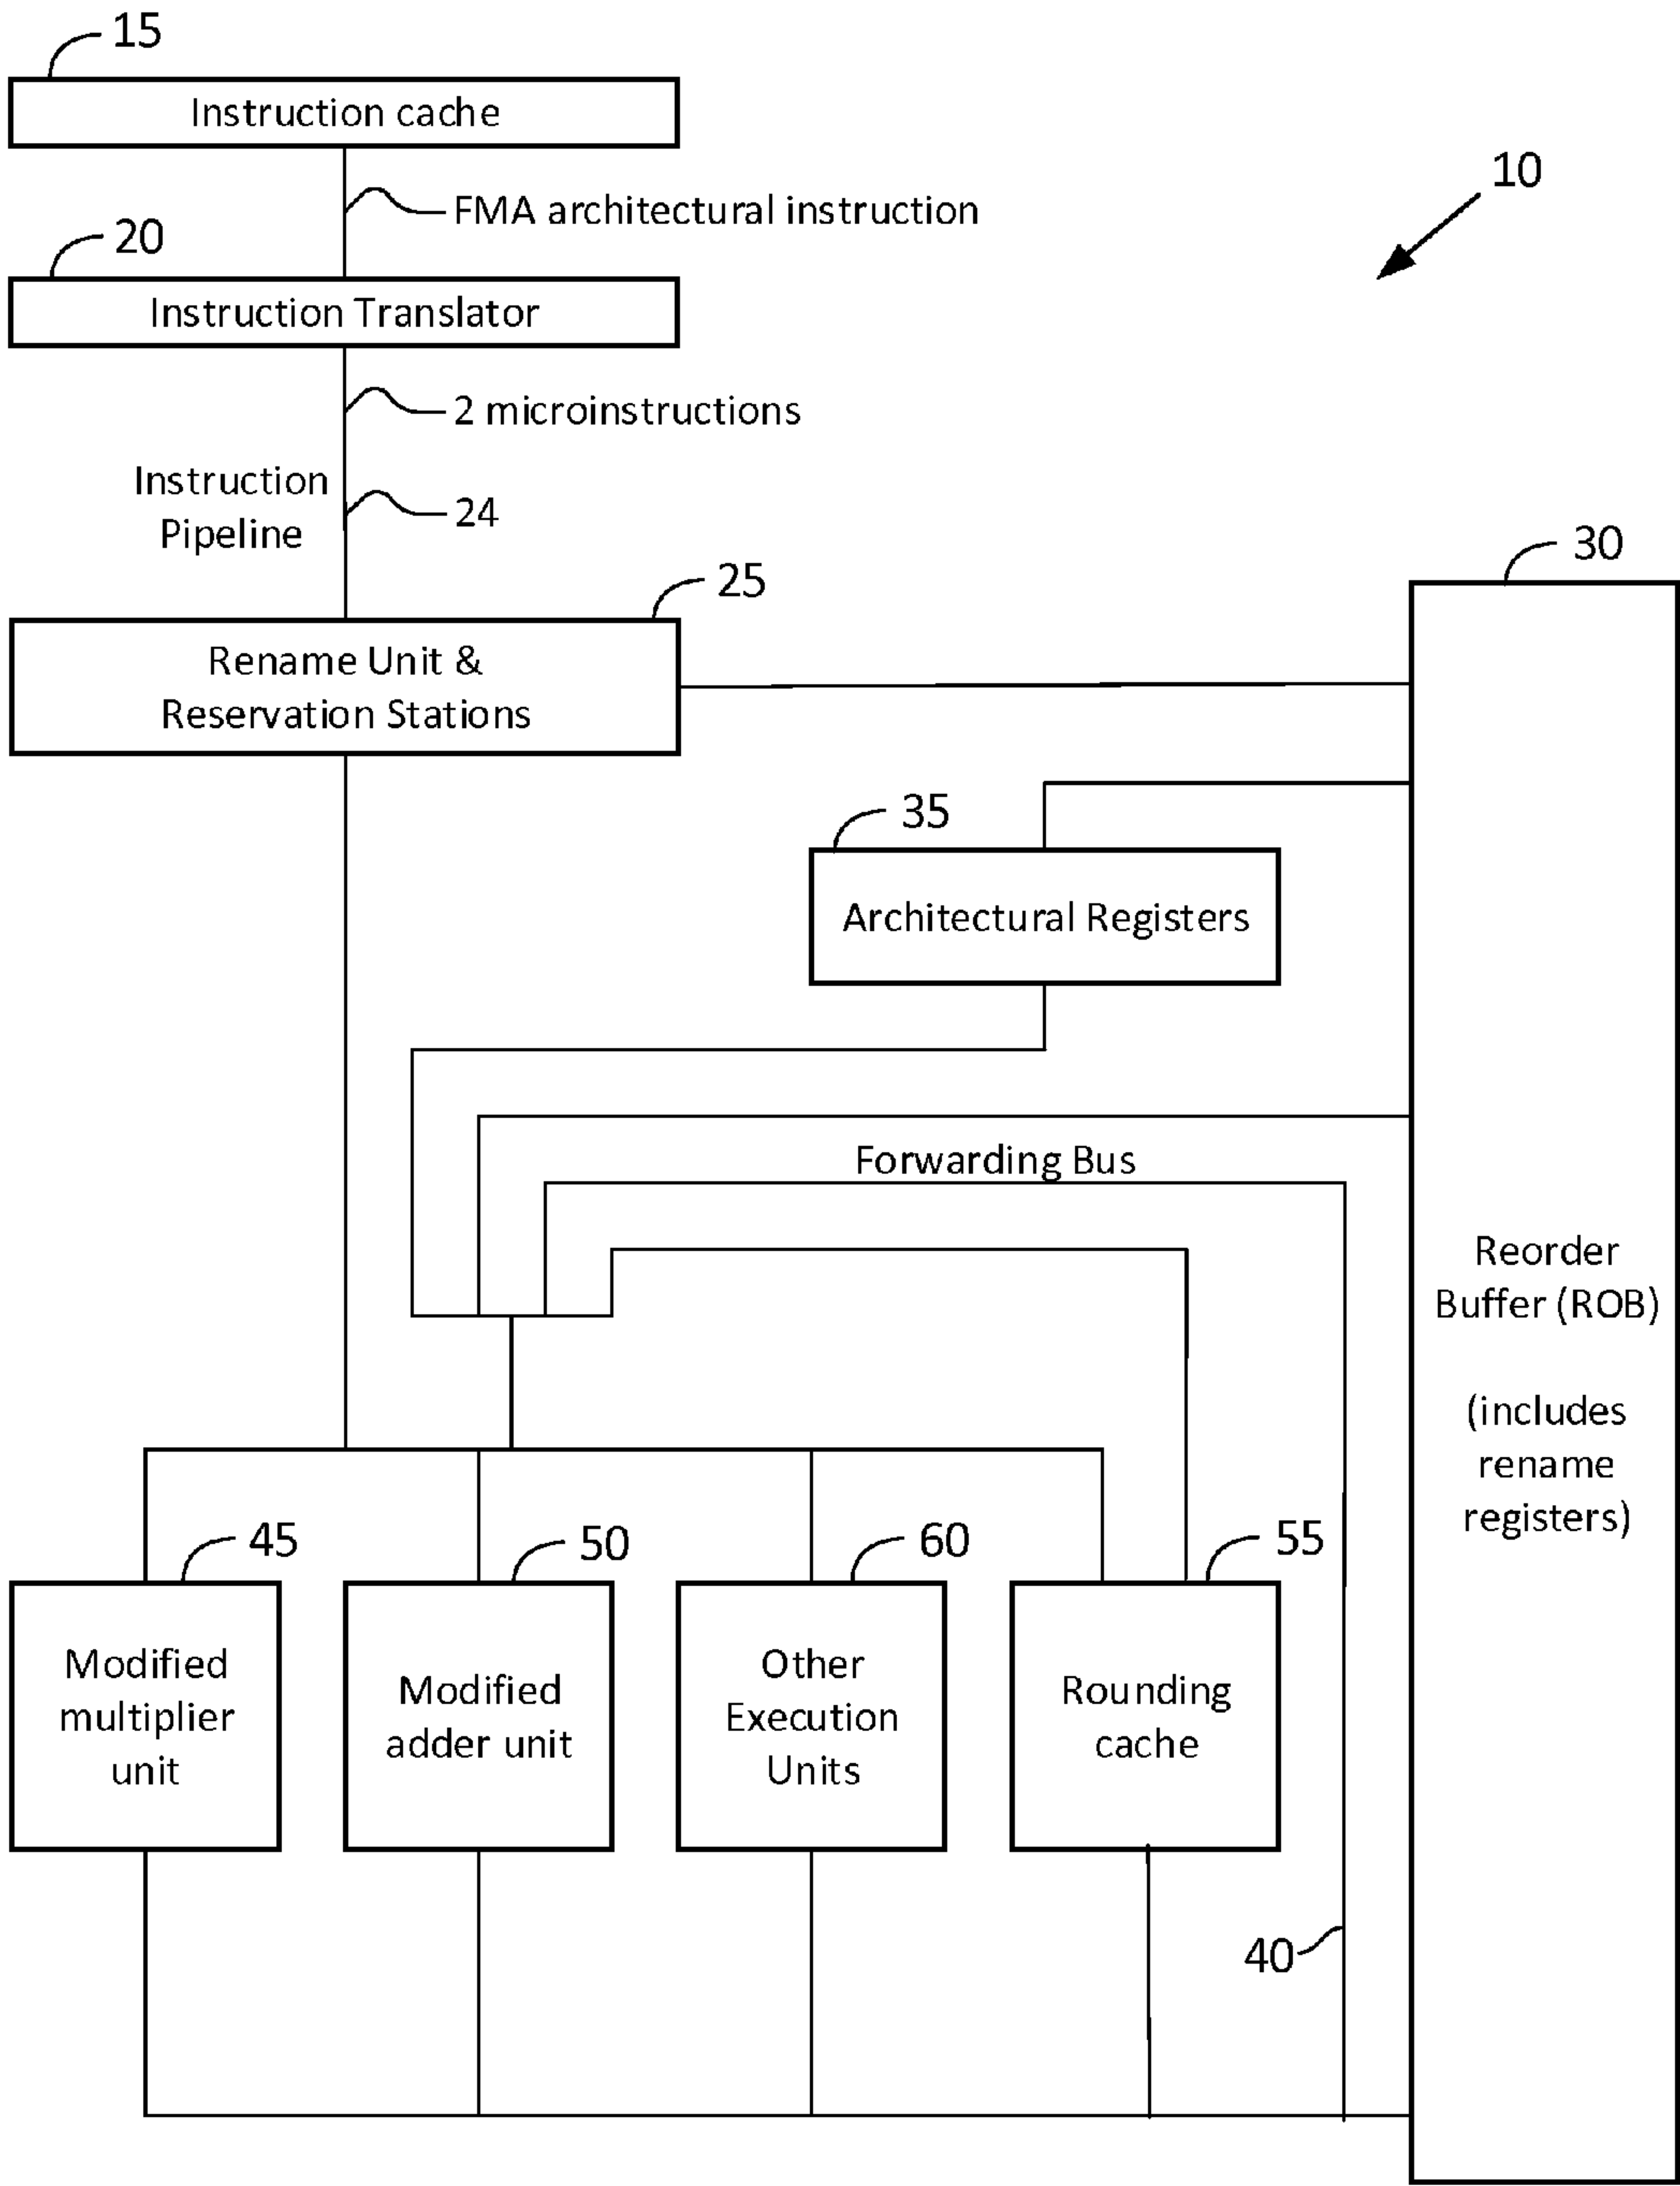 15
Instruction cache
10
FMA architectural instruction
20
Instruction Translator
2 microinstructions
Instruction
Pipeline
24
30
25
Rename Unit &
Reservation Stations
35
Architectural Registers
Forwarding Bus
Reorder
Buffer (ROB)
(includes
rename
registers)
45
50
60
55
Modified
multiplier
unit
Modified
adder unit
Other
Execution
Units
Rounding
cache
40